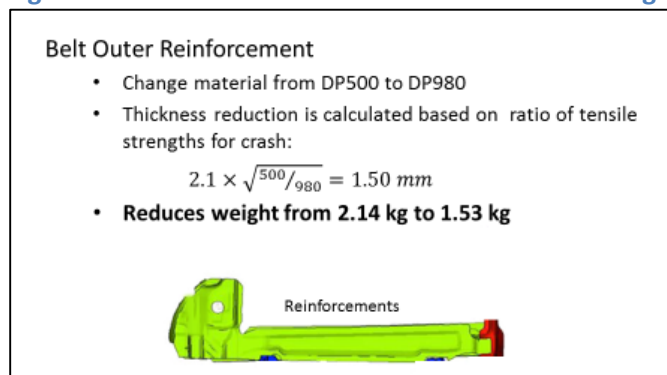 Belt Outer Reinforcement
• Change material from DP500 to DP980
• Thickness reduction is calculated based on ratio of tensile
strengths for crash:
2.1 × √500/980 = 1.50 mm
• Reduces weight from 2.14 kg to 1.53 kg
Reinforcements